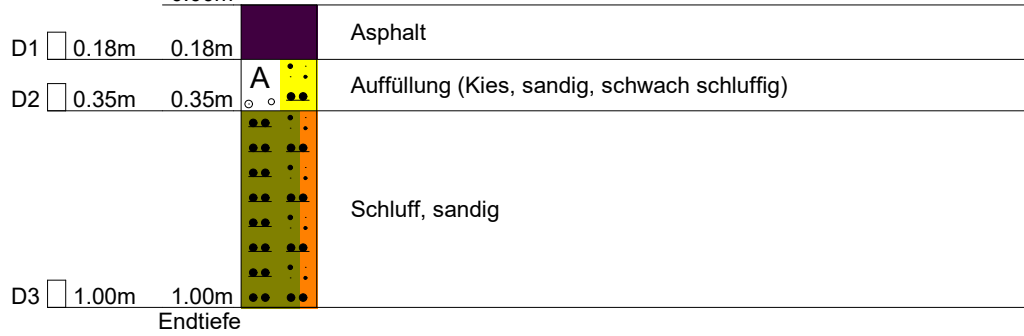 Asphalt
D1 0.18m 0.18m
A
Auffüllung (Kies, sandig, schwach schluffig)
D2 0.35m 0.35m
Schluff, sandig
D3 1.00m 1.00m
Endtiefe